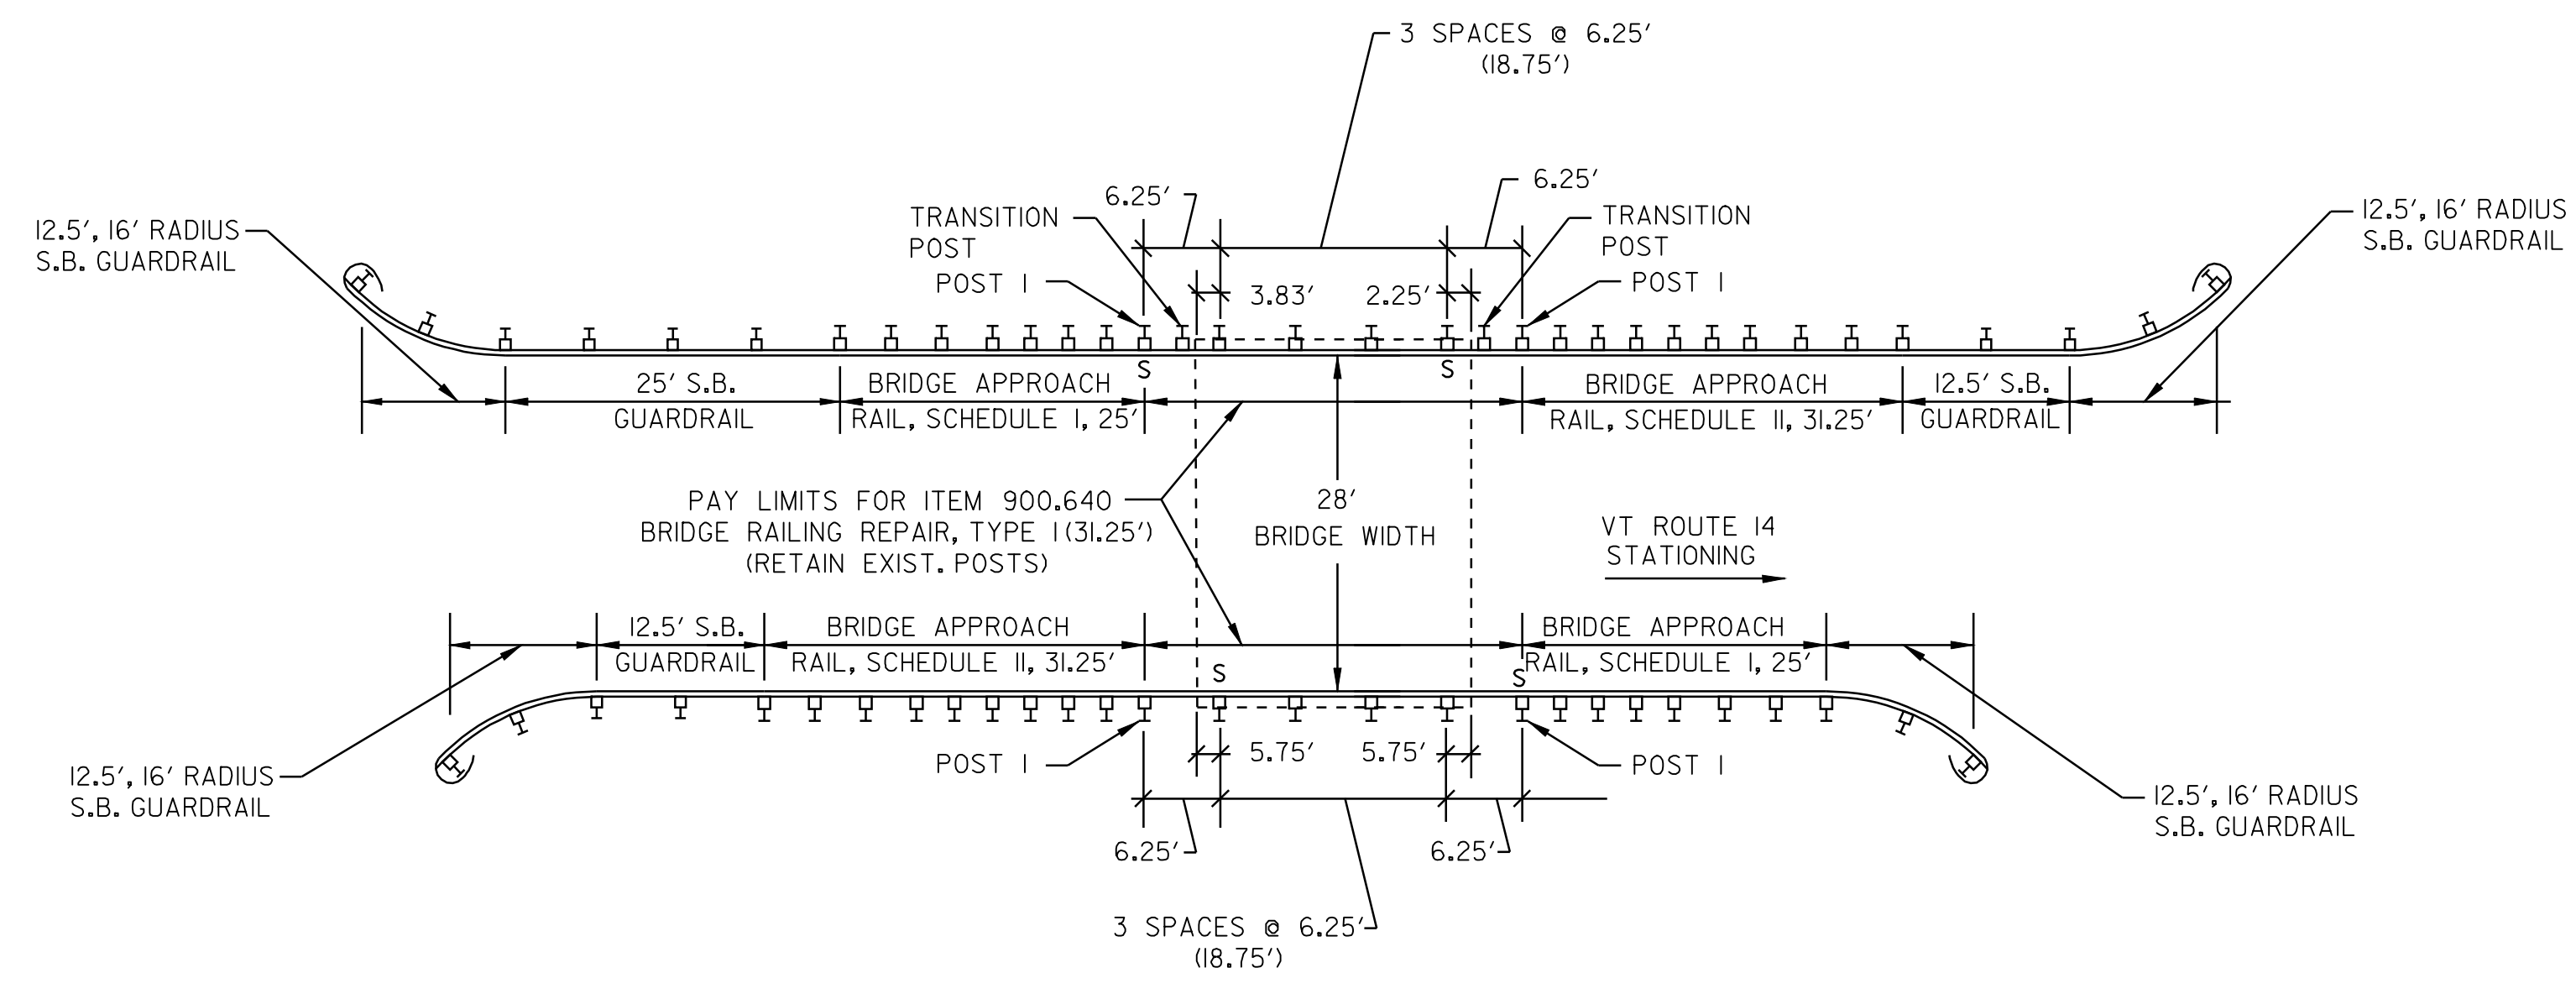 3 SPACES @ 6.25'
(18.75')
6.25'
6.25'
TRANSITION
POST
TRANSITION
POST
12.5', 16' RADIUS
S.B. GUARDRAIL
12.5', 16' RADIUS
S.B. GUARDRAIL
POST 1
POST 1
3.83'
2.25'
S
S
25' S.B.
GUARDRAIL
BRIDGE APPROACH
RAIL, SCHEDULE I, 25'
BRIDGE APPROACH
RAIL, SCHEDULE II, 31.25'
12.5' S.B.
GUARDRAIL
PAY LIMITS FOR ITEM 900.640
BRIDGE RAILING REPAIR, TYPE I (31.25')
(RETAIN EXIST. POSTS)
28'
BRIDGE WIDTH
VT ROUTE 14
STATIONING
12.5' S.B.
GUARDRAIL
BRIDGE APPROACH
RAIL, SCHEDULE II, 31.25'
BRIDGE APPROACH
RAIL, SCHEDULE I, 25'
S
S
POST 1
5.75'
5.75'
POST 1
12.5', 16' RADIUS
S.B. GUARDRAIL
12.5', 16' RADIUS
S.B. GUARDRAIL
6.25'
6.25'
3 SPACES @ 6.25'
(18.75')